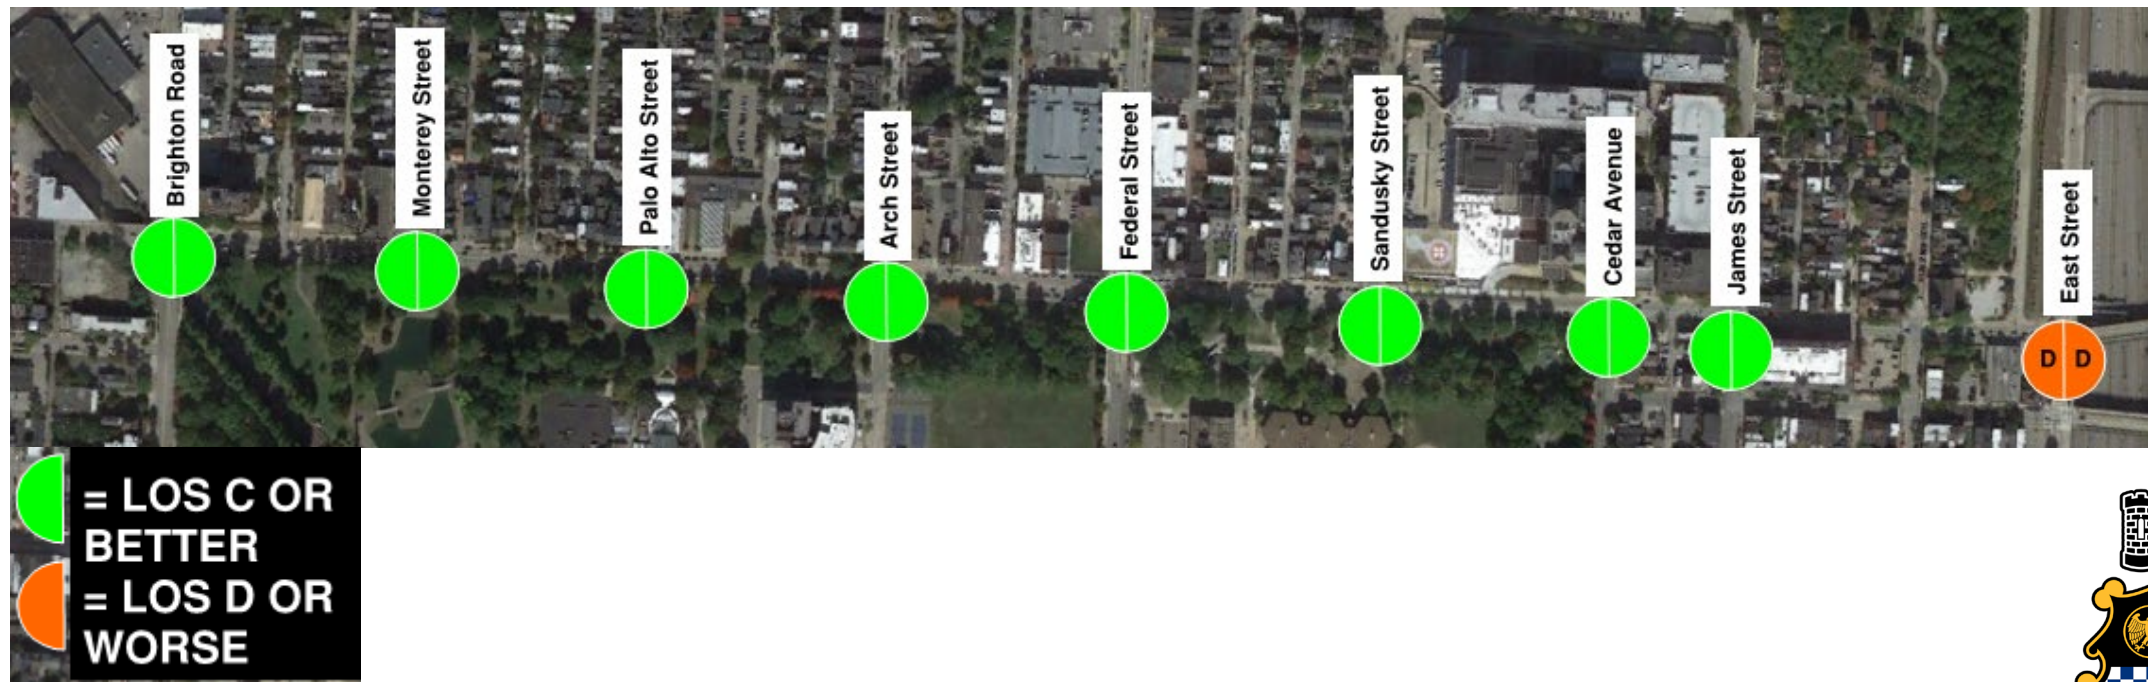 Brighton Road
Monterey Street
Palo Alto Street
Arch Street
Federal Street
Sandusky Street
Cedar Avenue
James Street
East Street
D D
= LOS C OR
BETTER
= LOS D OR
WORSE